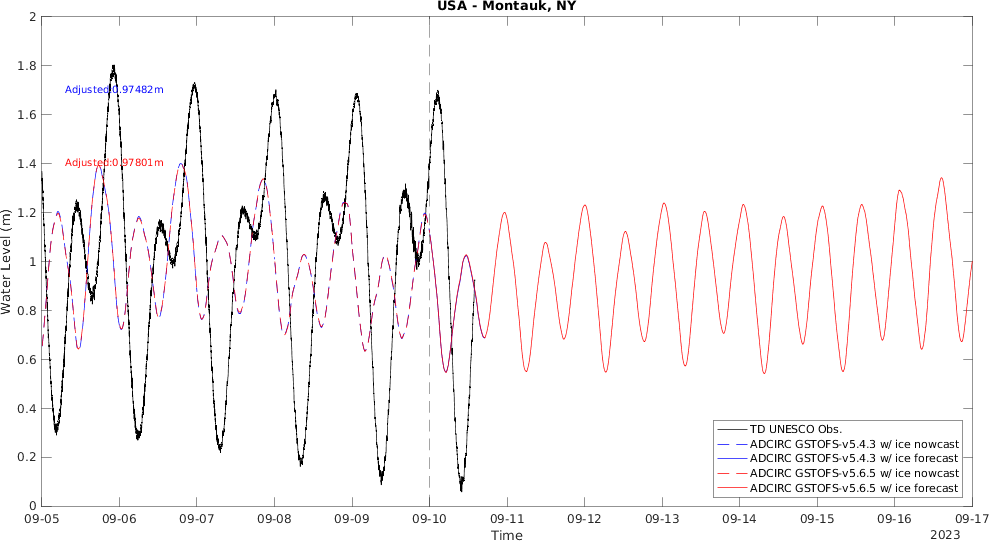 USA - Montauk, NY
2
1.8
1.6
1.4
1.2
1
0.8
0.6
0.4
0.2
0
Water Level (m)
Adjusted:0.97482m
Adjusted:0.97801m
TD UNESCO Obs.
ADCIRC GSTOFS-v5.4.3 w/ ice nowcast
ADCIRC GSTOFS-v5.4.3 w/ ice forecast
ADCIRC GSTOFS-v5.6.5 w/ ice nowcast
ADCIRC GSTOFS-v5.6.5 w/ ice forecast
09-05 09-06 09-07 09-08 09-09 09-10 09-11 09-12 09-13 09-14 09-15 09-16 09-17
Time
2023